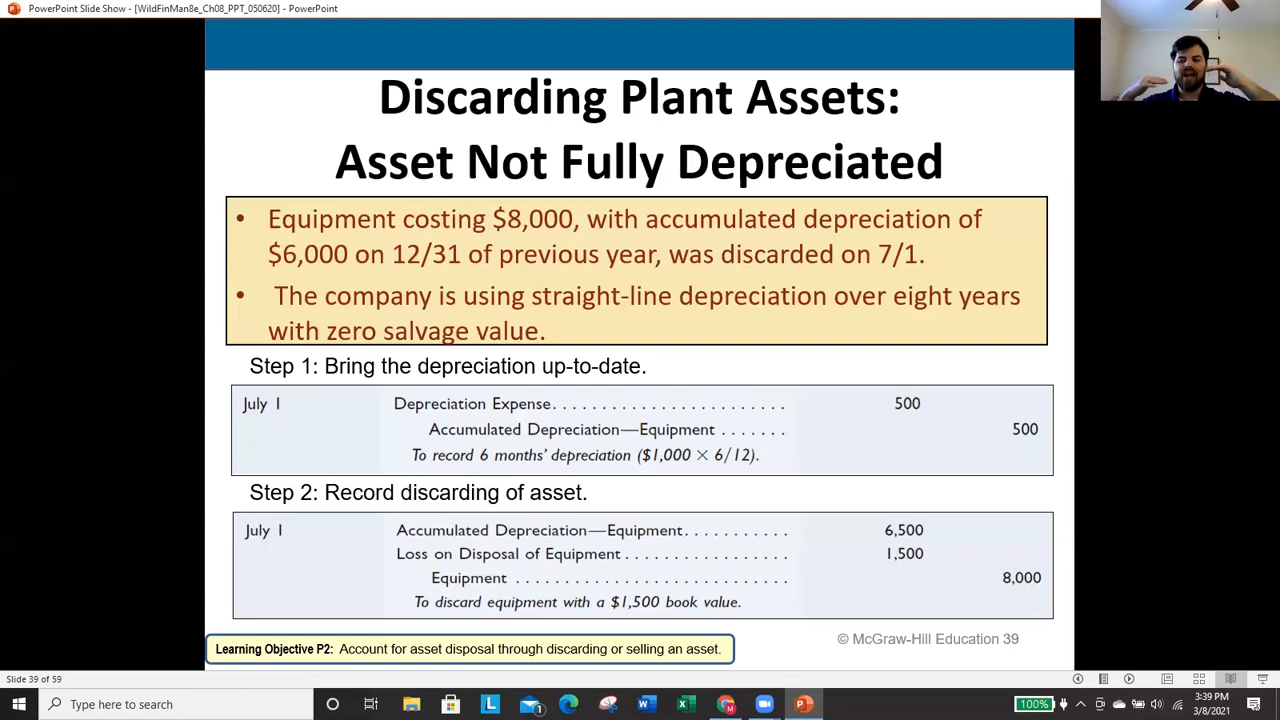 PowerPoint Slide Show - [WildFinMan8e_Ch08_PPT_050620] - PowerPoint
Discarding Plant Assets:
Asset Not Fully Depreciated
• Equipment costing $8,000, with accumulated depreciation of
$6,000 on 12/31 of previous year, was discarded on 7/1.
• The company is using straight-line depreciation over eight years
with zero salvage value.
Step 1: Bring the depreciation up-to-date.
July 1 Depreciation Expense. . . . . . . . . . . . . . . . . . . . . . . . 500
Accumulated Depreciation—Equipment . . . . . . . 500
To record 6 months' depreciation ($1,000 × 6/12).
Step 2: Record discarding of asset.
July 1 Accumulated Depreciation—Equipment. . . . . . . . . . . 6,500
Loss on Disposal of Equipment . . . . . . . . . . . . . . . . . 1,500
Equipment . . . . . . . . . . . . . . . . . . . . . . . . . . . . 8,000
To discard equipment with a $1,500 book value.
© McGraw-Hill Education 39
Learning Objective P2: Account for asset disposal through discarding or selling an asset.
Slide 39 of 59
Type here to search
1
100%
3:39 PM
3/8/2021